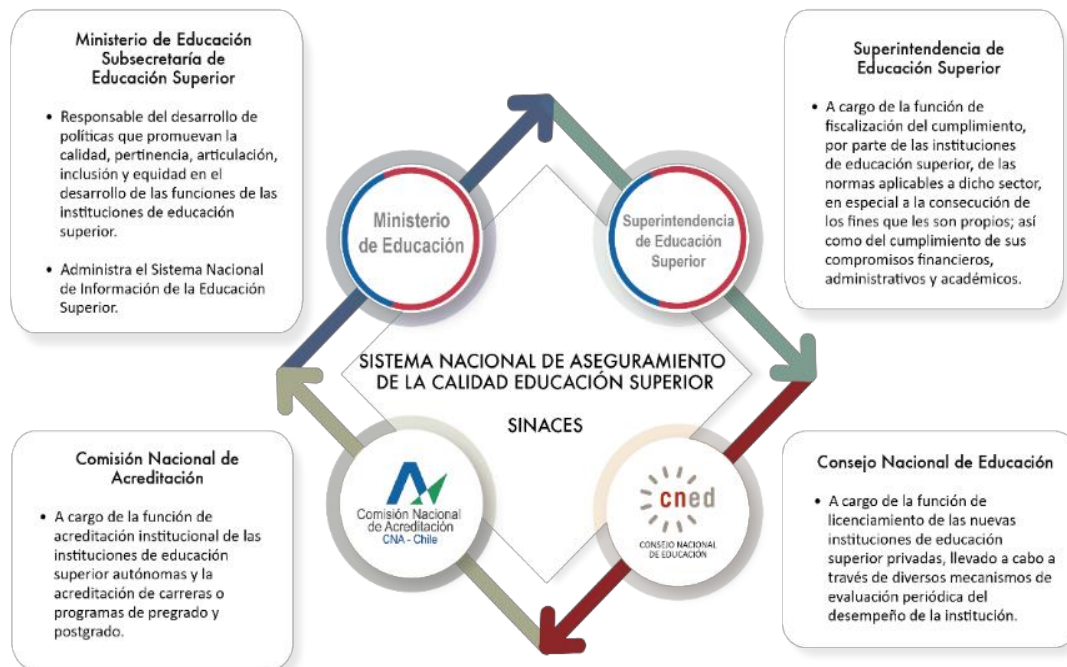 Ministerio de Educación
Subsecretaría de
Educación Superior
• Responsable del desarrollo de
políticas que promuevan la
calidad, pertinencia, articulación,
inclusión y equidad en el
desarrollo de las funciones de las
instituciones de educación
superior.
• Administra el Sistema Nacional
de Información de la Educación
Superior.
Superintendencia de
Educación Superior
• A cargo de la función de
fiscalización del cumplimiento,
por parte de las instituciones
de educación superior, de las
normas aplicables a dicho sector,
en especial a la consecución de
los fines que les son propios; así
como del cumplimiento de sus
compromisos financieros,
administrativos y académicos.
Ministerio
de Educación
Superintendencia
de Educación
Superior
SISTEMA NACIONAL DE ASEGURAMIENTO
DE LA CALIDAD EDUCACIÓN SUPERIOR
SINACES
Comisión Nacional
de Acreditación
CNA - Chile
cned
CONSEJO NACIONAL
DE EDUCACIÓN
Comisión Nacional de
Acreditación
• A cargo de la función de
acreditación institucional de las
instituciones de educación
superior autónomas y la
acreditación de carreras o
programas de pregrado y
postgrado.
Consejo Nacional de Educación
• A cargo de la función de
licenciamiento de las nuevas
instituciones de educación
superior privadas, llevado a cabo a
través de diversos mecanismos de
evaluación periódica del
desempeño de la institución.